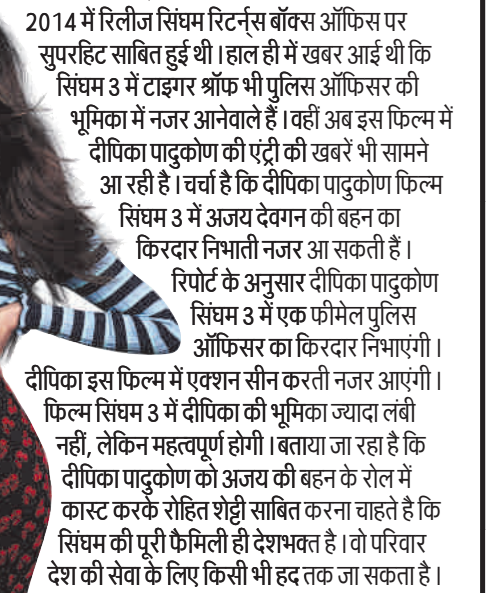 2014 में रिलीज सिंघम रिटर्न्स बॉक्स ऑफिस पर
सुपरहिट साबित हुई थी।हाल ही में खबर आई थी कि
सिंघम 3 में टाइगर श्रॉफ भी पुलिस ऑफिसर की
भूमिका में नजर आनेवाले हैं।वहीं अब इस फिल्म में
दीपिका पादुकोण की एंट्री की खबरें भी सामने
आ रही है।चर्चा है कि दीपिका पादुकोण फिल्म
सिंघम 3 में अजय देवगन की बहन का
किरदार निभाती नजर आ सकती हैं।
रिपोर्ट के अनुसार दीपिका पादुकोण
सिंघम 3 में एक फीमेल पुलिस
ऑफिसर का किरदार निभाएंगी।
दीपिका इस फिल्म में एक्शन सीन करती नजर आएंगी।
फिल्म सिंघम 3 में दीपिका की भूमिका ज्यादा लंबी
नहीं, लेकिन महत्वपूर्ण होगी।बताया जा रहा है कि
दीपिका पादुकोण को अजय की बहन के रोल में
कास्ट करके रोहित शेट्टी साबित करना चाहते है कि
सिंघम की पूरी फैमिली ही देशभक्त है।वो परिवार
देश की सेवा के लिए किसी भी हद तक जा सकता है।